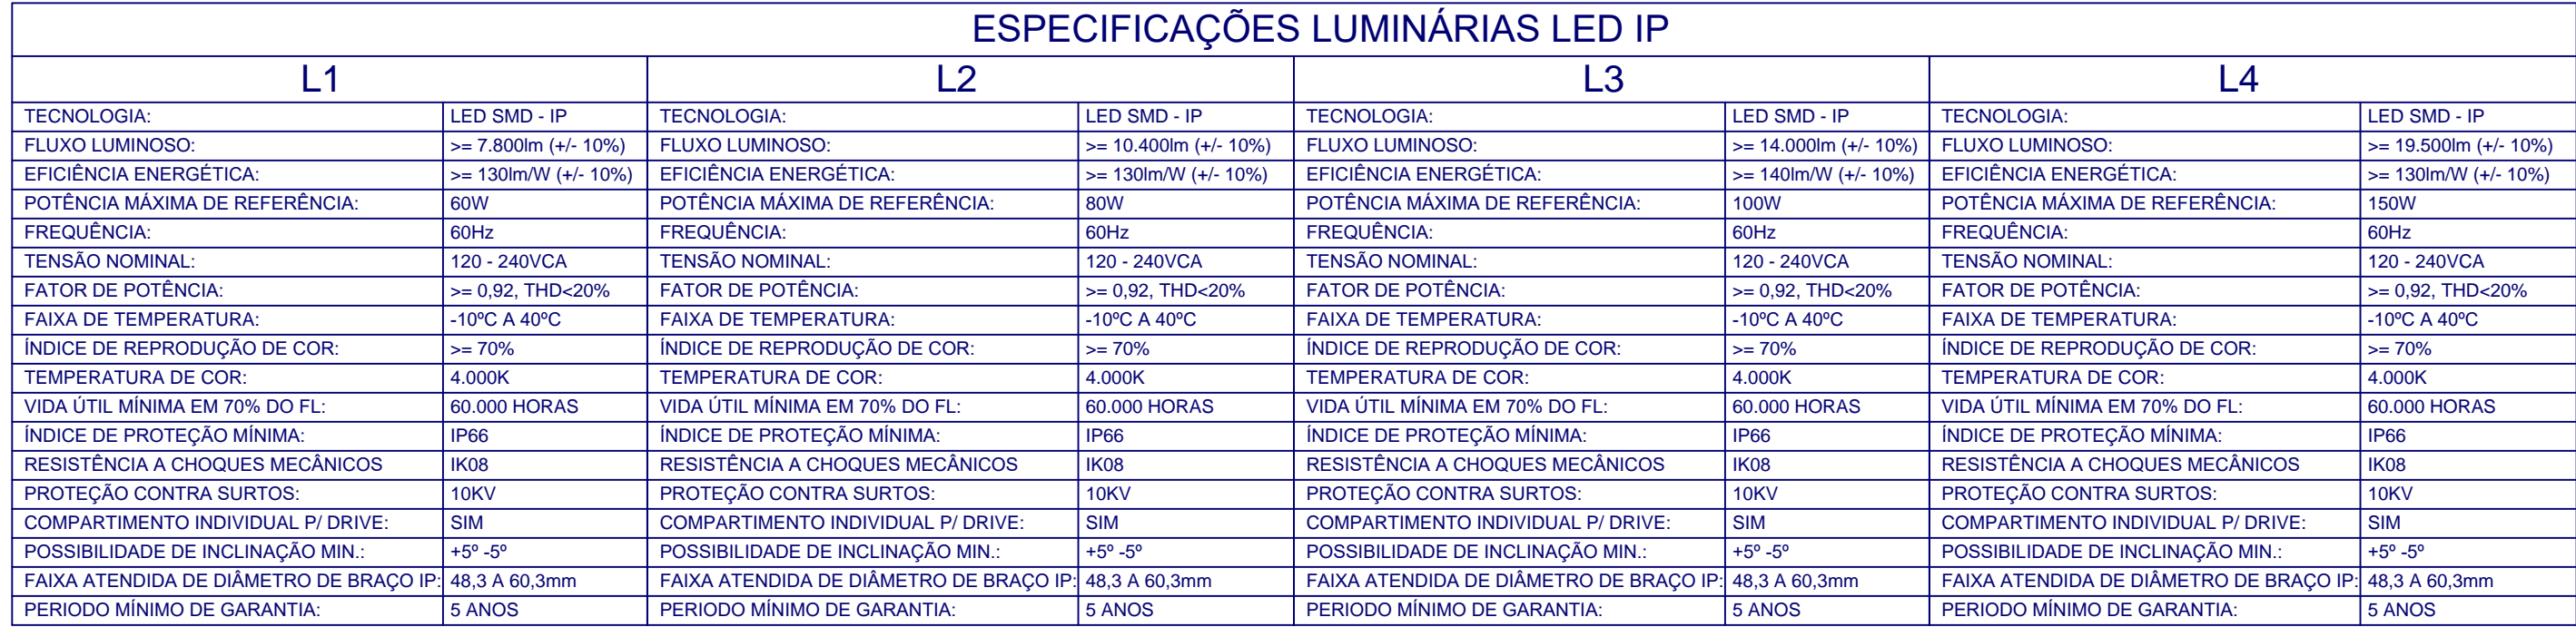 ESPECIFICAÇÕES LUMINÁRIAS LED IP
L1 L2 L3 L4
TECNOLOGIA: LED SMD - IP TECNOLOGIA: LED SMD - IP TECNOLOGIA: LED SMD - IP TECNOLOGIA: LED SMD - IP
FLUXO LUMINOSO: >= 7.800lm (+/- 10%) FLUXO LUMINOSO: >= 10.400lm (+/- 10%) FLUXO LUMINOSO: >= 14.000lm (+/- 10%) FLUXO LUMINOSO: >= 19.500lm (+/- 10%)
EFICIÊNCIA ENERGÉTICA: >= 130lm/W (+/- 10%) EFICIÊNCIA ENERGÉTICA: >= 130lm/W (+/- 10%) EFICIÊNCIA ENERGÉTICA: >= 140lm/W (+/- 10%) EFICIÊNCIA ENERGÉTICA: >= 130lm/W (+/- 10%)
POTÊNCIA MÁXIMA DE REFERÊNCIA: 60W POTÊNCIA MÁXIMA DE REFERÊNCIA: 80W POTÊNCIA MÁXIMA DE REFERÊNCIA: 100W POTÊNCIA MÁXIMA DE REFERÊNCIA: 150W
FREQUÊNCIA: 60Hz FREQUÊNCIA: 60Hz FREQUÊNCIA: 60Hz FREQUÊNCIA: 60Hz
TENSÃO NOMINAL: 120 - 240VCA TENSÃO NOMINAL: 120 - 240VCA TENSÃO NOMINAL: 120 - 240VCA TENSÃO NOMINAL: 120 - 240VCA
FATOR DE POTÊNCIA: >= 0,92, THD<20% FATOR DE POTÊNCIA: >= 0,92, THD<20% FATOR DE POTÊNCIA: >= 0,92, THD<20% FATOR DE POTÊNCIA: >= 0,92, THD<20%
FAIXA DE TEMPERATURA: -10ºC A 40ºC FAIXA DE TEMPERATURA: -10ºC A 40ºC FAIXA DE TEMPERATURA: -10ºC A 40ºC FAIXA DE TEMPERATURA: -10ºC A 40ºC
ÍNDICE DE REPRODUÇÃO DE COR: >= 70% ÍNDICE DE REPRODUÇÃO DE COR: >= 70% ÍNDICE DE REPRODUÇÃO DE COR: >= 70% ÍNDICE DE REPRODUÇÃO DE COR: >= 70%
TEMPERATURA DE COR: 4.000K TEMPERATURA DE COR: 4.000K TEMPERATURA DE COR: 4.000K TEMPERATURA DE COR: 4.000K
VIDA ÚTIL MÍNIMA EM 70% DO FL: 60.000 HORAS VIDA ÚTIL MÍNIMA EM 70% DO FL: 60.000 HORAS VIDA ÚTIL MÍNIMA EM 70% DO FL: 60.000 HORAS VIDA ÚTIL MÍNIMA EM 70% DO FL: 60.000 HORAS
ÍNDICE DE PROTEÇÃO MÍNIMA: IP66 ÍNDICE DE PROTEÇÃO MÍNIMA: IP66 ÍNDICE DE PROTEÇÃO MÍNIMA: IP66 ÍNDICE DE PROTEÇÃO MÍNIMA: IP66
RESISTÊNCIA A CHOQUES MECÂNICOS IK08 RESISTÊNCIA A CHOQUES MECÂNICOS IK08 RESISTÊNCIA A CHOQUES MECÂNICOS IK08 RESISTÊNCIA A CHOQUES MECÂNICOS IK08
PROTEÇÃO CONTRA SURTOS: 10KV PROTEÇÃO CONTRA SURTOS: 10KV PROTEÇÃO CONTRA SURTOS: 10KV PROTEÇÃO CONTRA SURTOS: 10KV
COMPARTIMENTO INDIVIDUAL P/ DRIVE: SIM COMPARTIMENTO INDIVIDUAL P/ DRIVE: SIM COMPARTIMENTO INDIVIDUAL P/ DRIVE: SIM COMPARTIMENTO INDIVIDUAL P/ DRIVE: SIM
POSSIBILIDADE DE INCLINAÇÃO MIN.: +5º -5º POSSIBILIDADE DE INCLINAÇÃO MIN.: +5º -5º POSSIBILIDADE DE INCLINAÇÃO MIN.: +5º -5º POSSIBILIDADE DE INCLINAÇÃO MIN.: +5º -5º
FAIXA ATENDIDA DE DIÂMETRO DE BRAÇO IP: 48,3 A 60,3mm FAIXA ATENDIDA DE DIÂMETRO DE BRAÇO IP: 48,3 A 60,3mm FAIXA ATENDIDA DE DIÂMETRO DE BRAÇO IP: 48,3 A 60,3mm FAIXA ATENDIDA DE DIÂMETRO DE BRAÇO IP: 48,3 A 60,3mm
PERIODO MÍNIMO DE GARANTIA: 5 ANOS PERIODO MÍNIMO DE GARANTIA: 5 ANOS PERIODO MÍNIMO DE GARANTIA: 5 ANOS PERIODO MÍNIMO DE GARANTIA: 5 ANOS